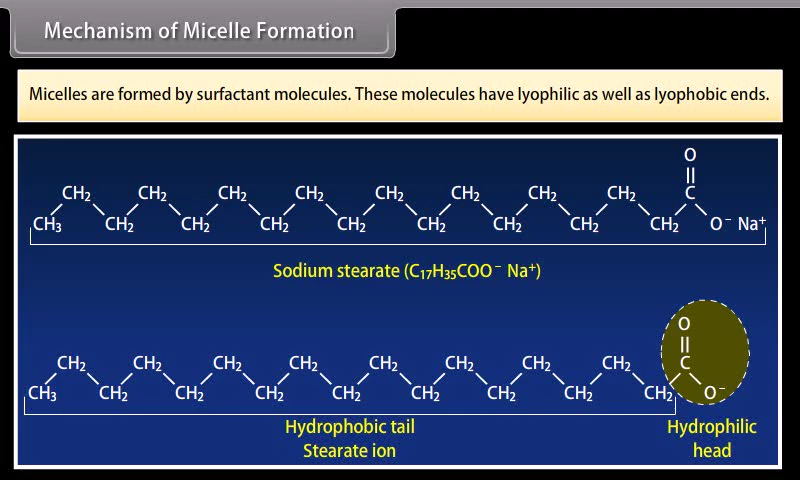 Mechanism of Micelle Formation
Micelles are formed by surfactant molecules. These molecules have lyophilic as well as lyophobic ends.
O
||
CH₂ CH₂ CH₂ CH₂ CH₂ CH₂ CH₂ CH₂ C
CH₃ CH₂ CH₂ CH₂ CH₂ CH₂ CH₂ CH₂ CH₂ O⁻ Na⁺
Sodium stearate (C₁₇H₃₅COO⁻ Na⁺)
O
||
CH₂ CH₂ CH₂ CH₂ CH₂ CH₂ CH₂ CH₂ C
CH₃ CH₂ CH₂ CH₂ CH₂ CH₂ CH₂ CH₂ CH₂ O⁻
Hydrophobic tail
Stearate ion
Hydrophilic
head